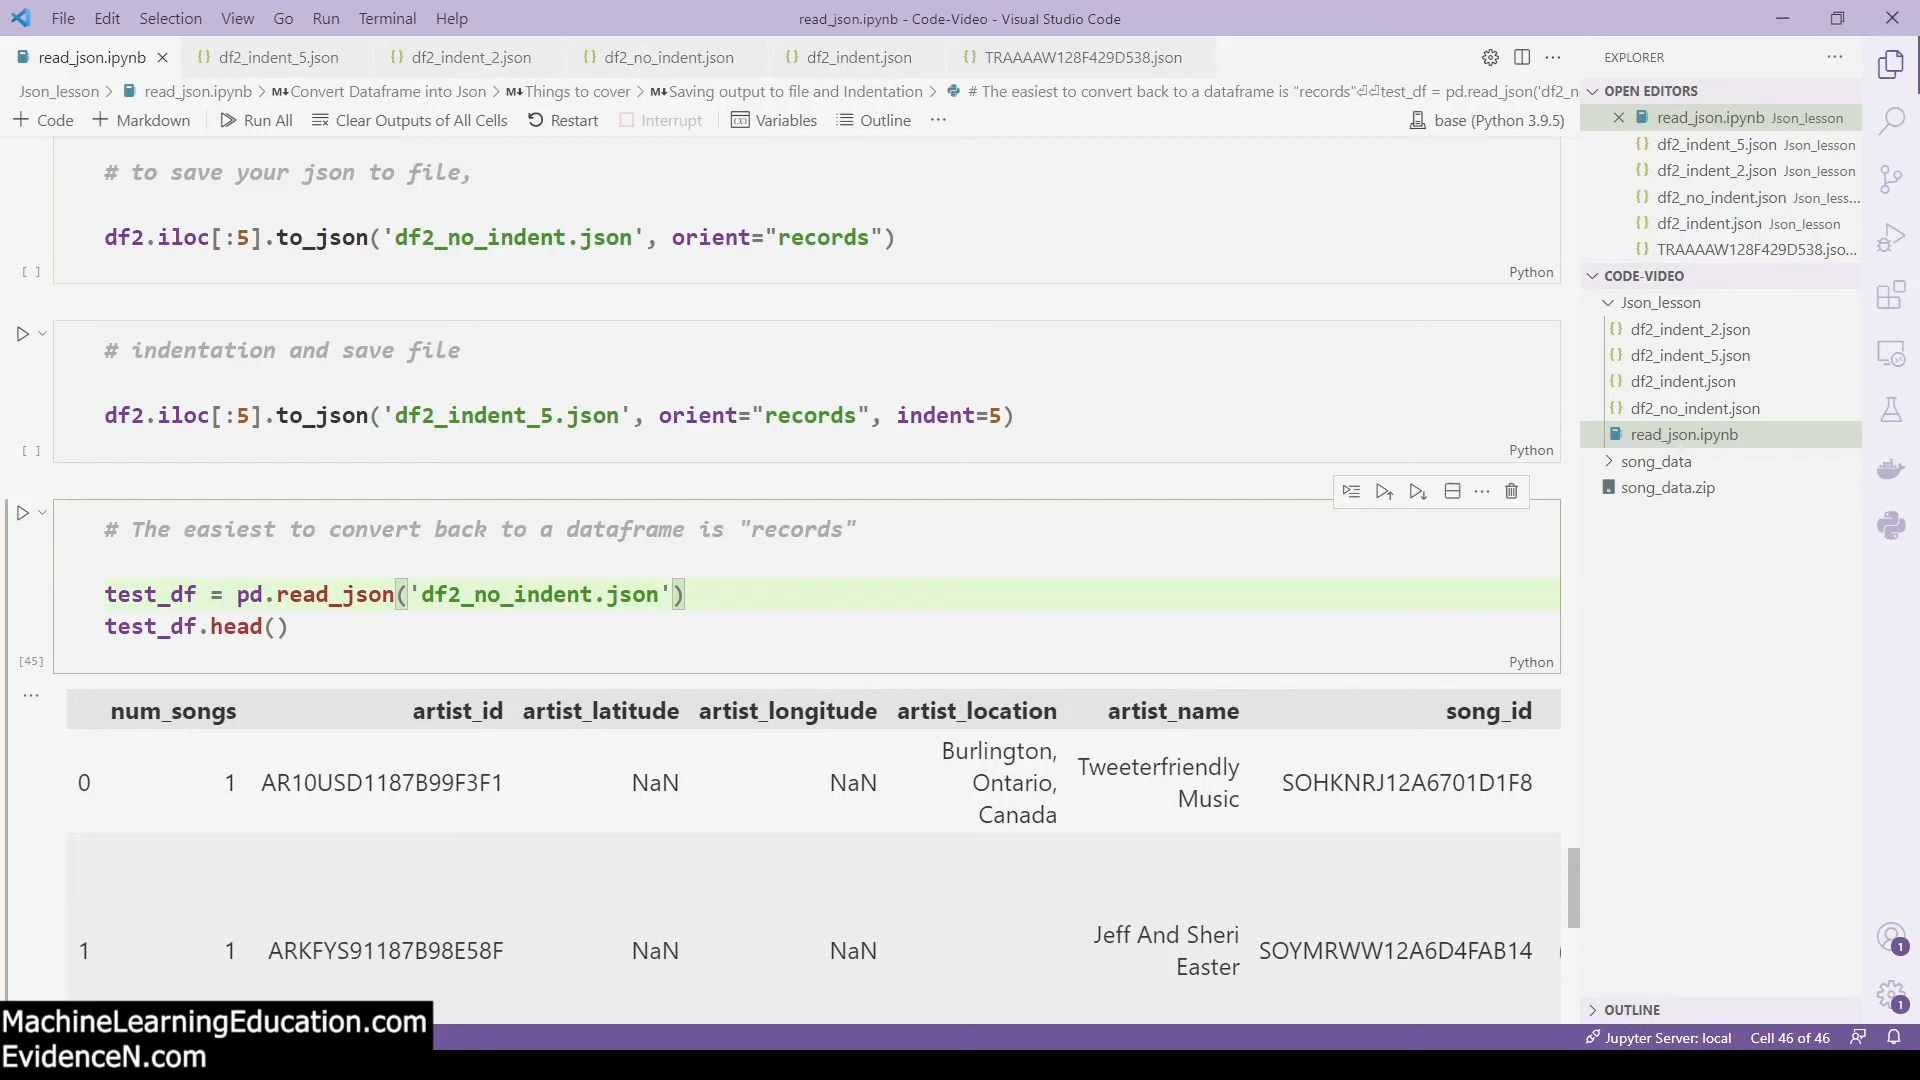 File Edit Selection View Go Run Terminal Help
read_json.ipynb - Code-Video - Visual Studio Code
read_json.ipynb df2_indent_5.json df2_indent_2.json df2_no_indent.json df2_indent.json TRAAAAW128F429D538.json
Json_lesson > read_json.ipynb > M↓Convert Dataframe into Json > M↓Things to cover > M↓Saving output to file and Indentation > # The easiest to convert back to a dataframe is "records"⏎⏎test_df = pd.read_json('df2_n
+ Code + Markdown Run All Clear Outputs of All Cells Restart Interrupt Variables Outline ··· base (Python 3.9.5)
# to save your json to file,
df2.iloc[:5].to_json('df2_no_indent.json', orient="records")
[ ]
Python
# indentation and save file
df2.iloc[:5].to_json('df2_indent_5.json', orient="records", indent=5)
[ ]
Python
# The easiest to convert back to a dataframe is "records"
test_df = pd.read_json('df2_no_indent.json')
test_df.head()
[45]
Python
num_songs artist_id artist_latitude artist_longitude artist_location artist_name song_id
0 1 AR10USD1187B99F3F1 NaN NaN Burlington, Ontario, Canada Tweeterfriendly Music SOHKNRJ12A6701D1F8
1 1 ARKFYS91187B98E58F NaN NaN Jeff And Sheri Easter SOYMRWW12A6D4FAB14
EXPLORER
OPEN EDITORS
read_json.ipynb Json_lesson
df2_indent_5.json Json_lesson
df2_indent_2.json Json_lesson
df2_no_indent.json Json_less...
df2_indent.json Json_lesson
TRAAAAW128F429D538.jso...
CODE-VIDEO
Json_lesson
df2_indent_2.json
df2_indent_5.json
df2_indent.json
df2_no_indent.json
read_json.ipynb
song_data
song_data.zip
1
1
OUTLINE
MachineLearningEducation.com
EvidenceN.com
Jupyter Server: local Cell 46 of 46